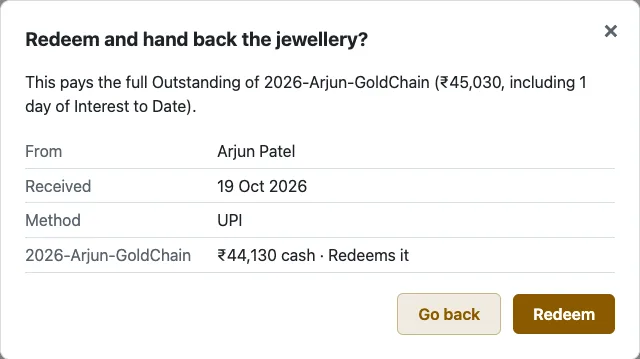 Redeem and hand back the jewellery?
×
This pays the full Outstanding of 2026-Arjun-GoldChain (₹45,030, including 1
day of Interest to Date).
From Arjun Patel
Received 19 Oct 2026
Method UPI
2026-Arjun-GoldChain ₹44,130 cash · Redeems it
Go back Redeem